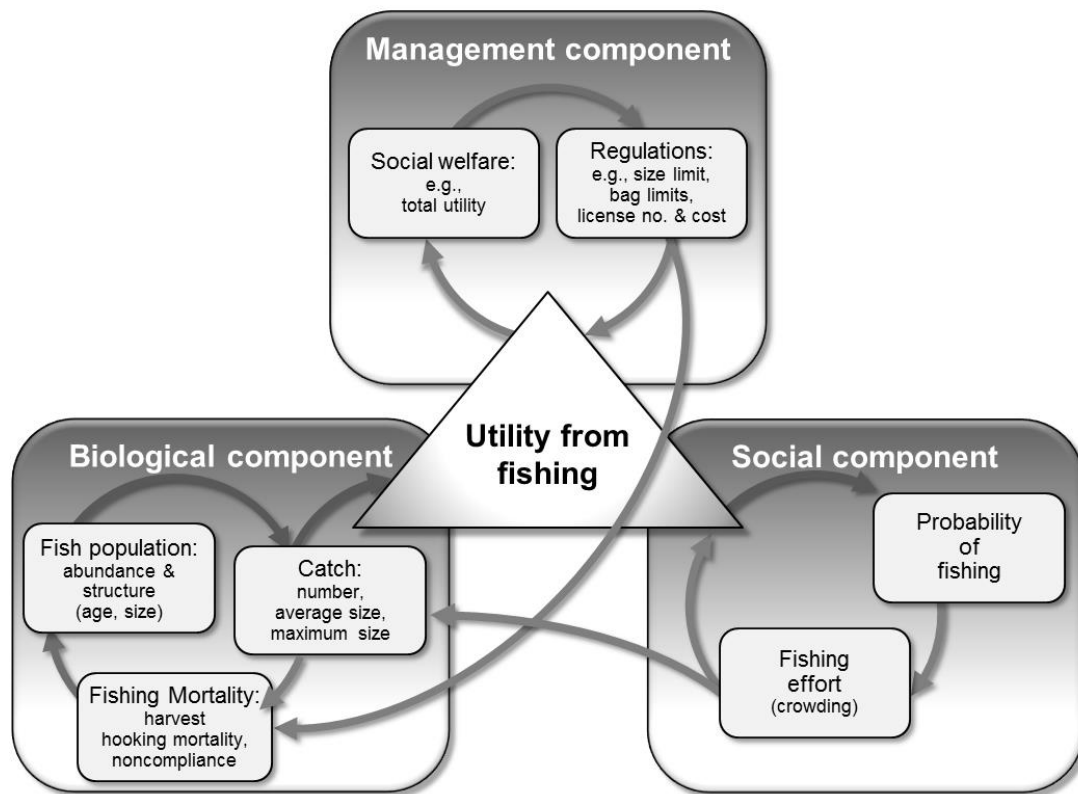 Management component
Social welfare:
e.g.,
total utility
Regulations:
e.g., size limit,
bag limits,
license no. & cost
Utility from
fishing
Biological component
Fish population:
abundance &
structure
(age, size)
Catch:
number,
average size,
maximum size
Fishing Mortality:
harvest
hooking mortality,
noncompliance
Social component
Probability
of
fishing
Fishing
effort
(crowding)